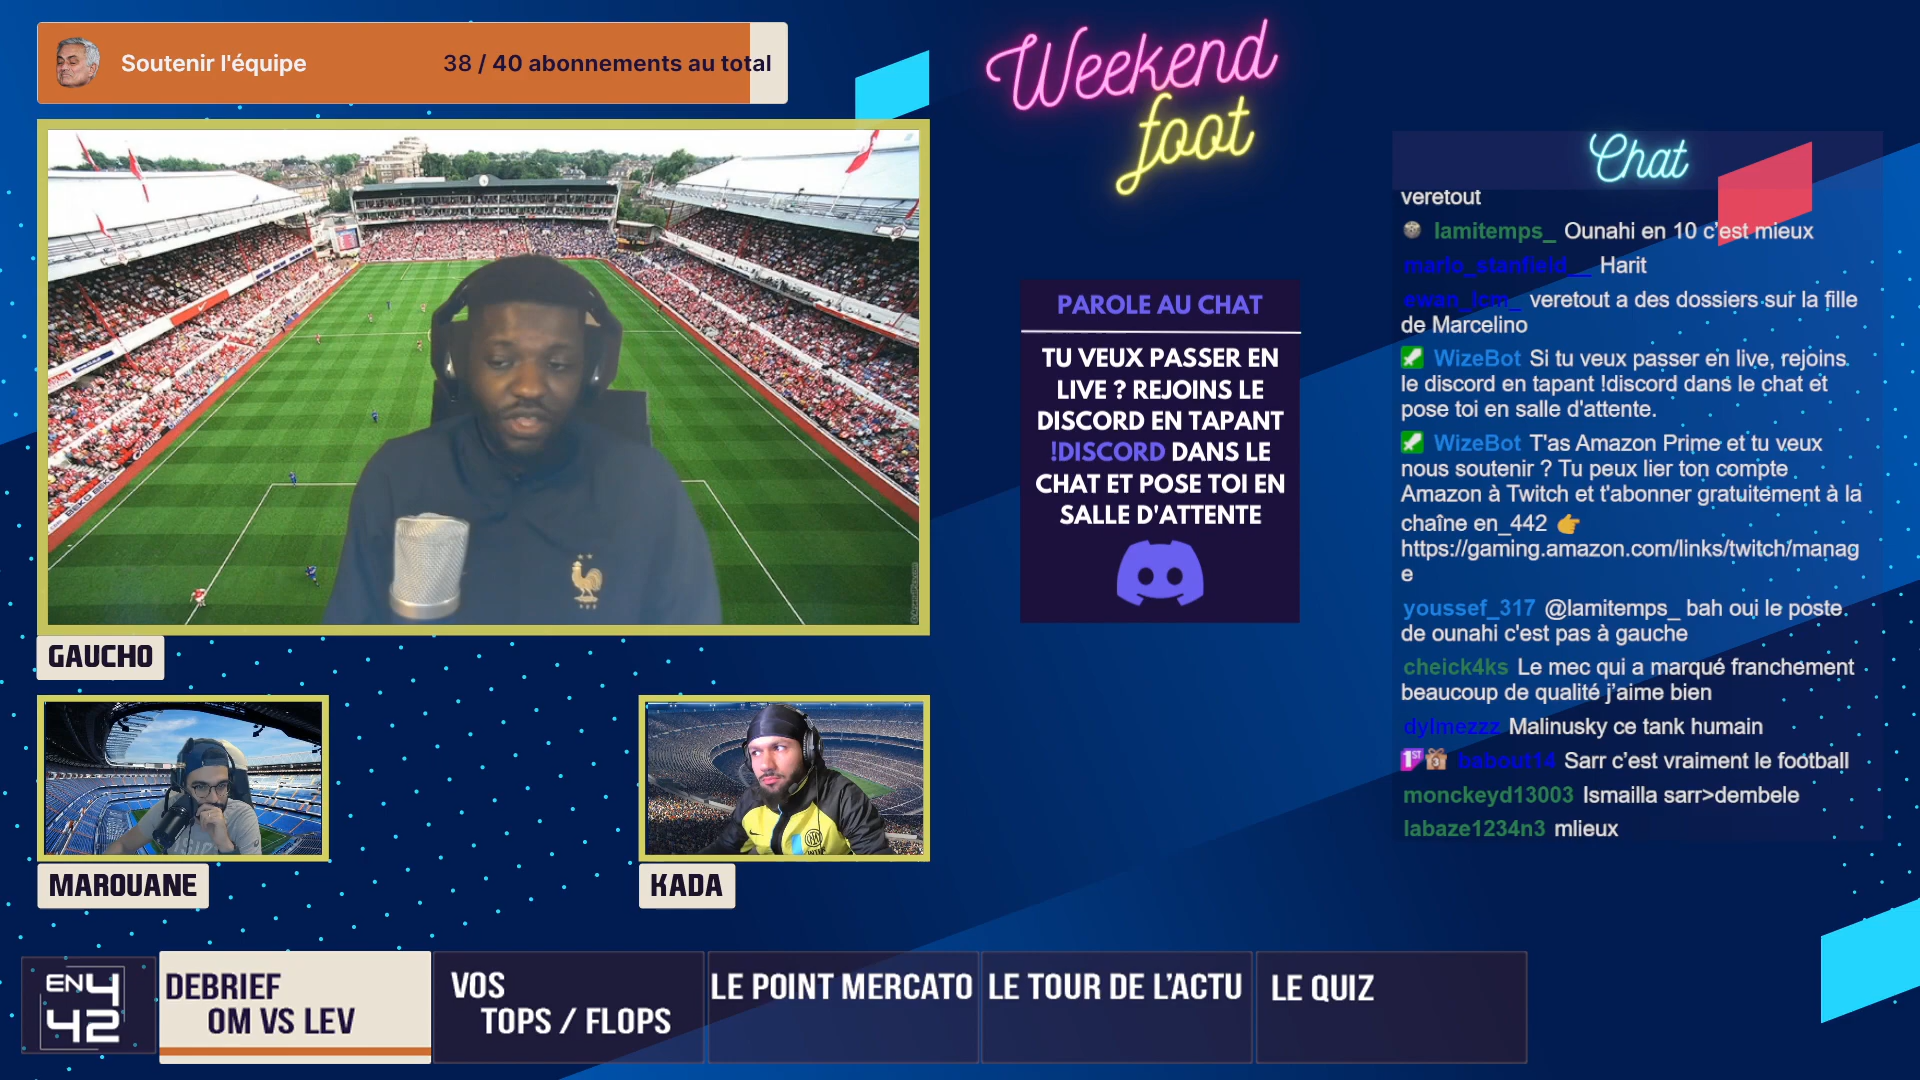 Soutenir l'équipe
38 / 40 abonnements au total
Weekend
foot
GAUCHO
MAROUANE
KADA
PAROLE AU CHAT
TU VEUX PASSER EN
LIVE ? REJOINS LE
DISCORD EN TAPANT
!DISCORD DANS LE
CHAT ET POSE TOI EN
SALLE D'ATTENTE
Chat
veretout
lamitemps_ Ounahi en 10 c'est mieux
marlo_stanfield__ Harit
ewan_lcm_ veretout a des dossiers sur la fille
de Marcelino
WizeBot Si tu veux passer en live, rejoins
le discord en tapant !discord dans le chat et
pose toi en salle d'attente.
WizeBot T'as Amazon Prime et tu veux
nous soutenir ? Tu peux lier ton compte
Amazon à Twitch et t'abonner gratuitement à la
chaîne en_442 👉
https://gaming.amazon.com/links/twitch/manag
e
youssef_317 @lamitemps_ bah oui le poste
de ounahi c'est pas à gauche
cheick4ks Le mec qui a marqué franchement
beaucoup de qualité j'aime bien
dylmezzz Malinusky ce tank humain
1ST 3 babout14 Sarr c'est vraiment le football
monckeyd13003 Ismailla sarr>dembele
labaze1234n3 mlieux
EN 4
42
DEBRIEF
OM VS LEV
VOS
TOPS / FLOPS
LE POINT MERCATO
LE TOUR DE L'ACTU
LE QUIZ